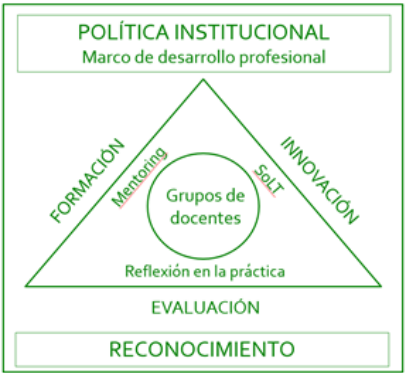 POLÍTICA INSTITUCIONAL
Marco de desarrollo profesional
FORMACIÓN
Mentoring
INNOVACIÓN
SoLT
Grupos de
docentes
Reflexión en la práctica
EVALUACIÓN
RECONOCIMIENTO